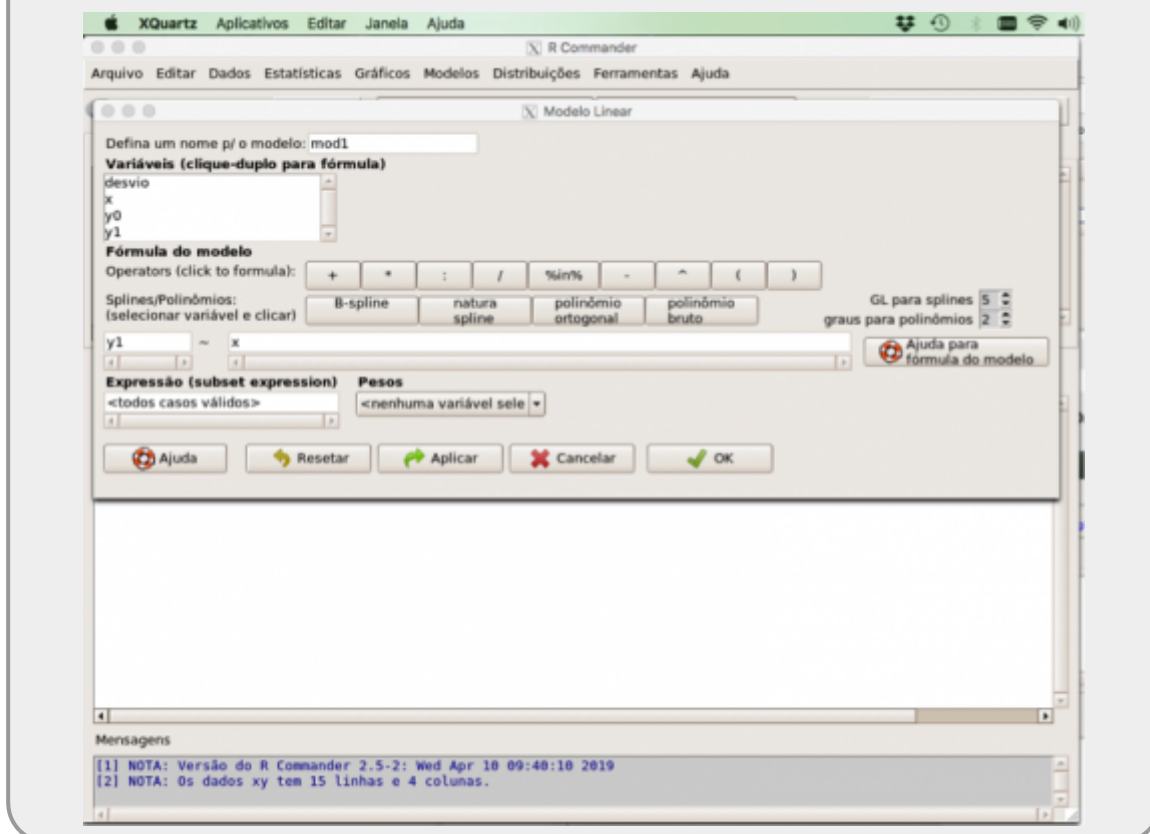 XQuartz Aplicativos Editar Janela Ajuda
R Commander
Arquivo Editar Dados Estatísticas Gráficos Modelos Distribuições Ferramentas Ajuda
Modelo Linear
Defina um nome p/ o modelo: mod1
Variáveis (clique-duplo para fórmula)
desvio
x
y0
y1
Fórmula do modelo
Operators (click to formula): + * : / %in% - ^ ( )
Splines/Polinômios:
(selecionar variável e clicar)
B-spline
natura
spline
polinômio
ortogonal
polinômio
bruto
GL para splines 5
graus para polinômios 2
y1 ~ x
Ajuda para
fórmula do modelo
Expressão (subset expression) Pesos
<todos casos válidos> <nenhuma variável sele
Ajuda Resetar Aplicar Cancelar OK
Mensagens
[1] NOTA: Versão do R Commander 2.5-2: Wed Apr 10 09:40:10 2019
[2] NOTA: Os dados xy tem 15 linhas e 4 colunas.